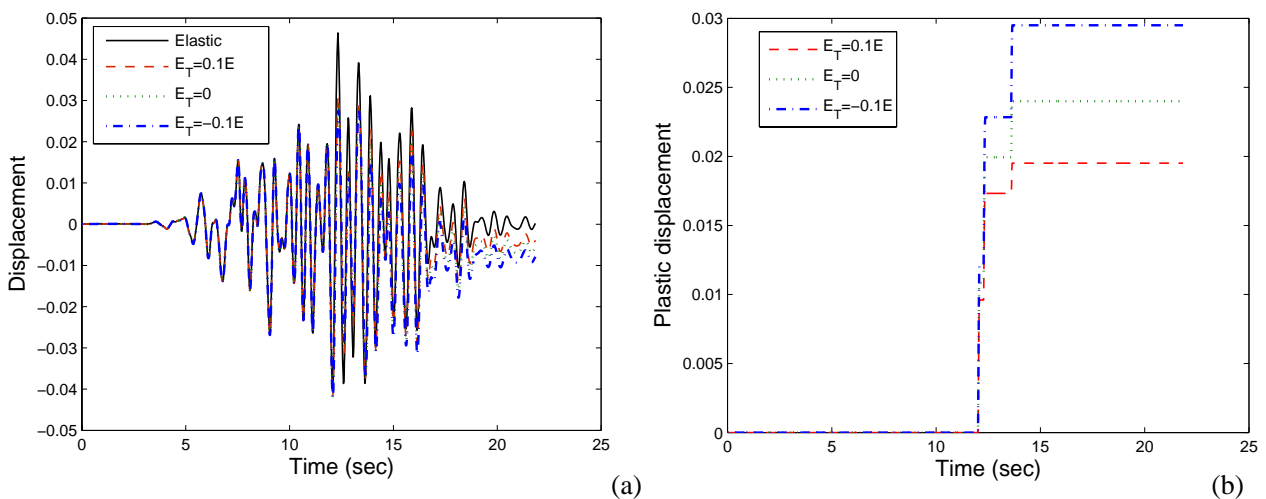 0.05
0.04
0.03
0.02
0.01
0
−0.01
−0.02
−0.03
−0.04
−0.05
Displacement
Elastic
E_T=0.1E
E_T=0
E_T=−0.1E
0 5 10 15 20 25
Time (sec)
(a)
0.03
0.025
0.02
0.015
0.01
0.005
0
Plastic displacement
E_T=0.1E
E_T=0
E_T=−0.1E
0 5 10 15 20 25
Time (sec)
(b)